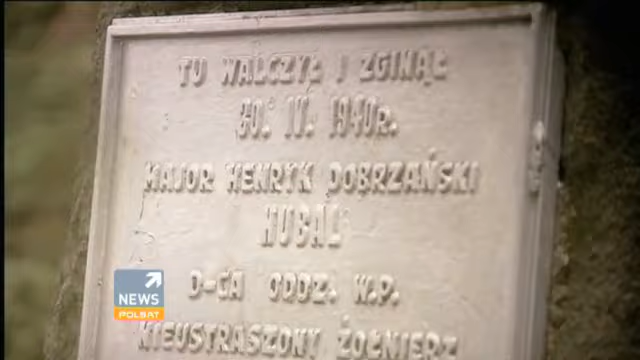 TU WALCZYŁ I ZGINĄŁ
30. IV. 1940R.
MAJOR HENRYK DOBRZAŃSKI
HUBAL
D-CA ODDZ. W.P.
NIEUSTRASZONY ŻOŁNIERZ
NEWS
POLSAT